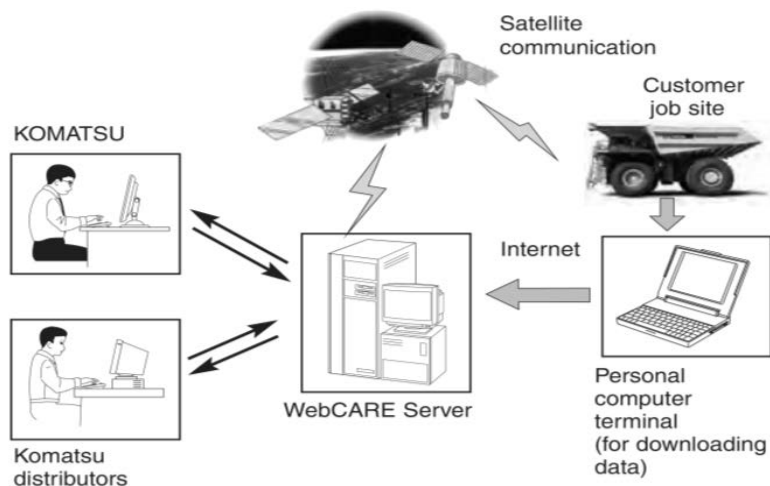 Satellite
communication
Customer
job site
KOMATSU
Internet
WebCARE Server
Personal
computer
terminal
(for downloading
data)
Komatsu
distributors